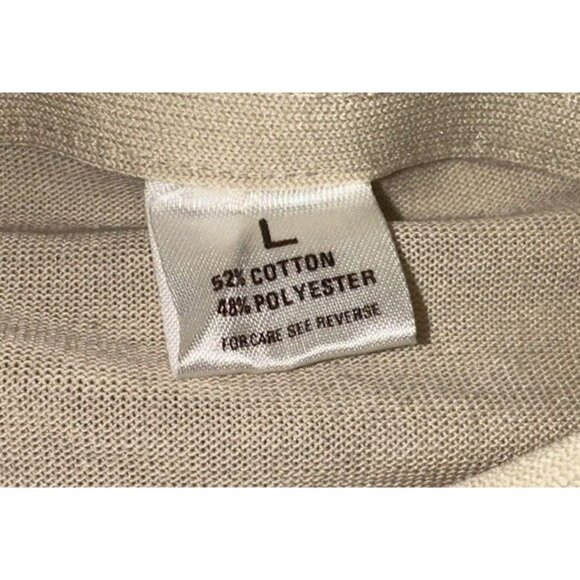 L
52% COTTON
48% POLYESTER
FOR CARE SEE REVERSE